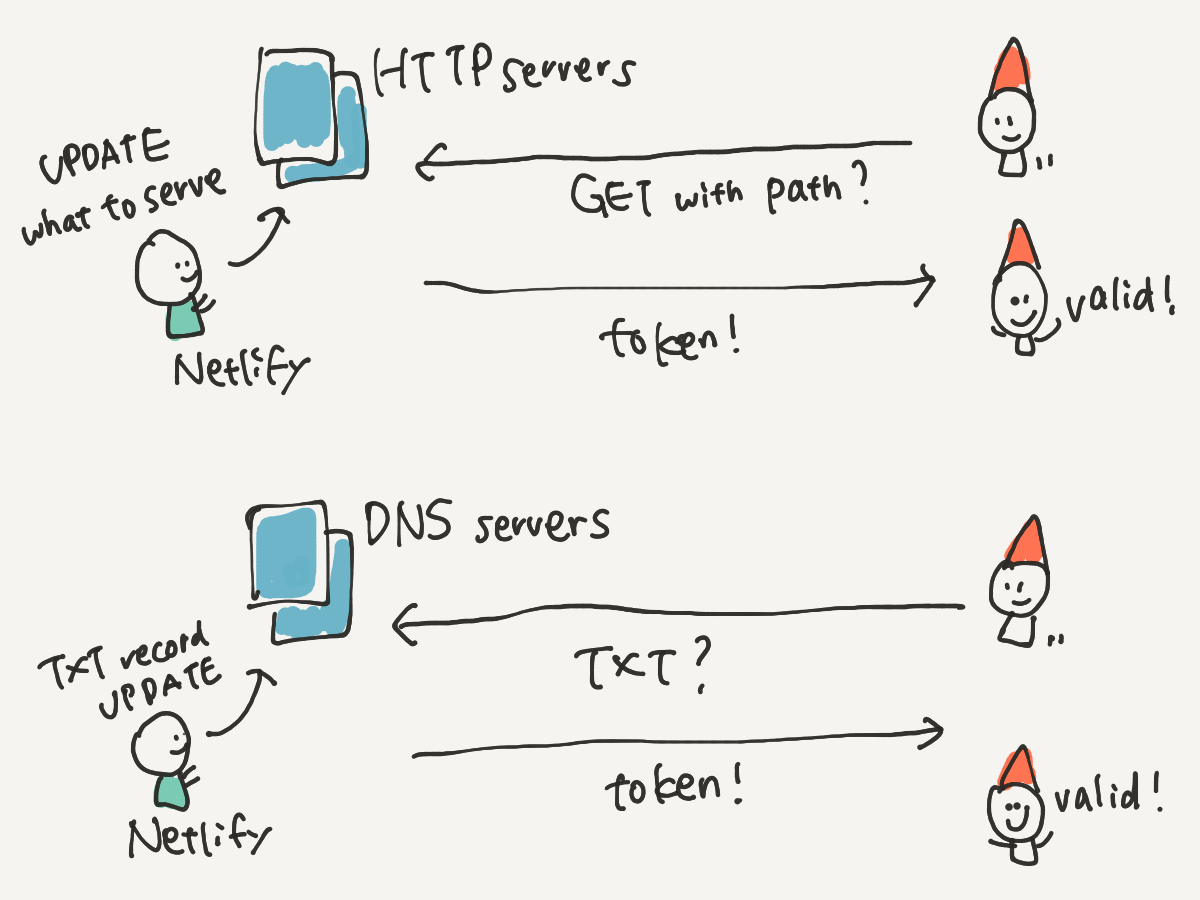 HTTP servers
UPDATE
what to serve
GET with path?
Netlify
token!
valid!
DNS servers
TXT record
UPDATE
TXT?
Netlify
token!
valid!